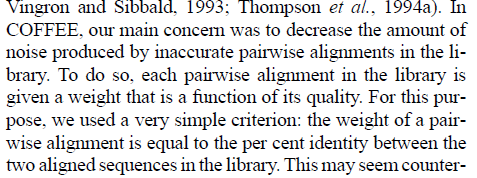 Vingron and Sibbald, 1993; Thompson et al., 1994a). In
COFFEE, our main concern was to decrease the amount of
noise produced by inaccurate pairwise alignments in the li-
brary. To do so, each pairwise alignment in the library is
given a weight that is a function of its quality. For this pur-
pose, we used a very simple criterion: the weight of a pair-
wise alignment is equal to the per cent identity between the
two aligned sequences in the library. This may seem counter-